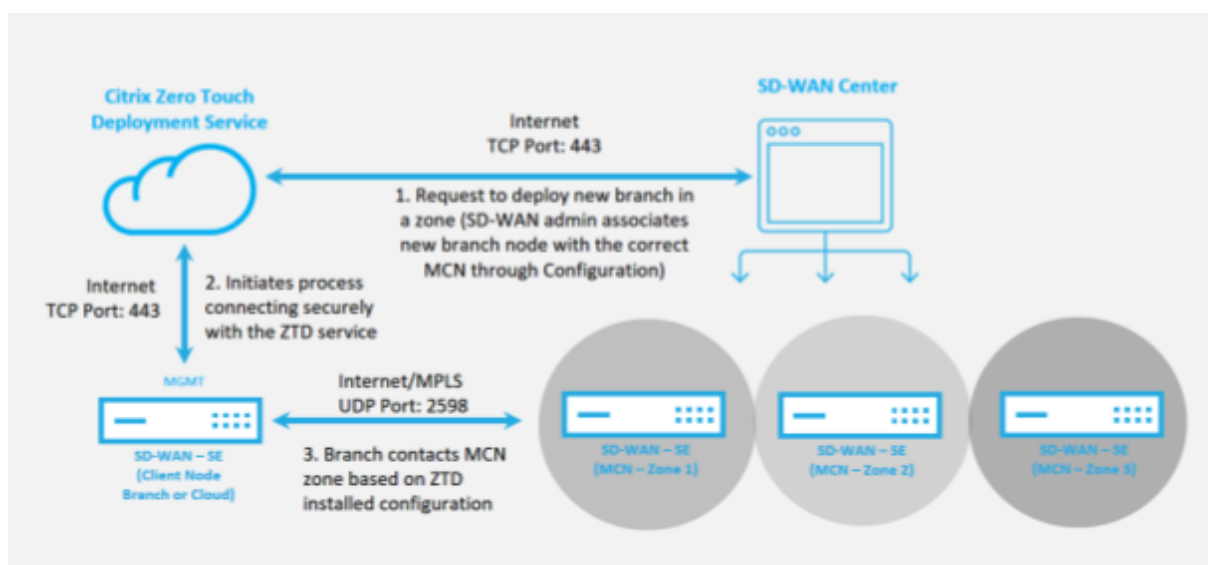 Citrix Zero Touch
Deployment Service
SD-WAN Center
Internet
TCP Port: 443
1. Request to deploy new branch in
a zone (SD-WAN admin associates
new branch node with the correct
MCN through Configuration)
Internet
TCP Port: 443
2. Initiates process
connecting securely
with the ZTD service
MGMT
SD-WAN – SE
(Client Node
Branch or Cloud)
Internet/MPLS
UDP Port: 2598
3. Branch contacts MCN
zone based on ZTD
installed configuration
SD-WAN – SE
(MCN – Zone 1)
SD-WAN – SE
(MCN – Zone 2)
SD-WAN – SE
(MCN – Zone 3)